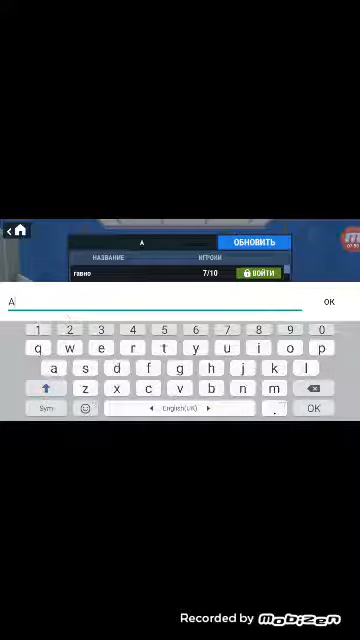 A
ОБНОВИТЬ
НАЗВАНИЕ ИГРОКИ
гавно 7/10 ВОЙТИ
A OK
1 2 3 4 5 6 7 8 9 0
q w e r t y u i o p
a s d f g h j k l
z x c v b n m
Sym English(UK) . OK
Recorded by Mobizen